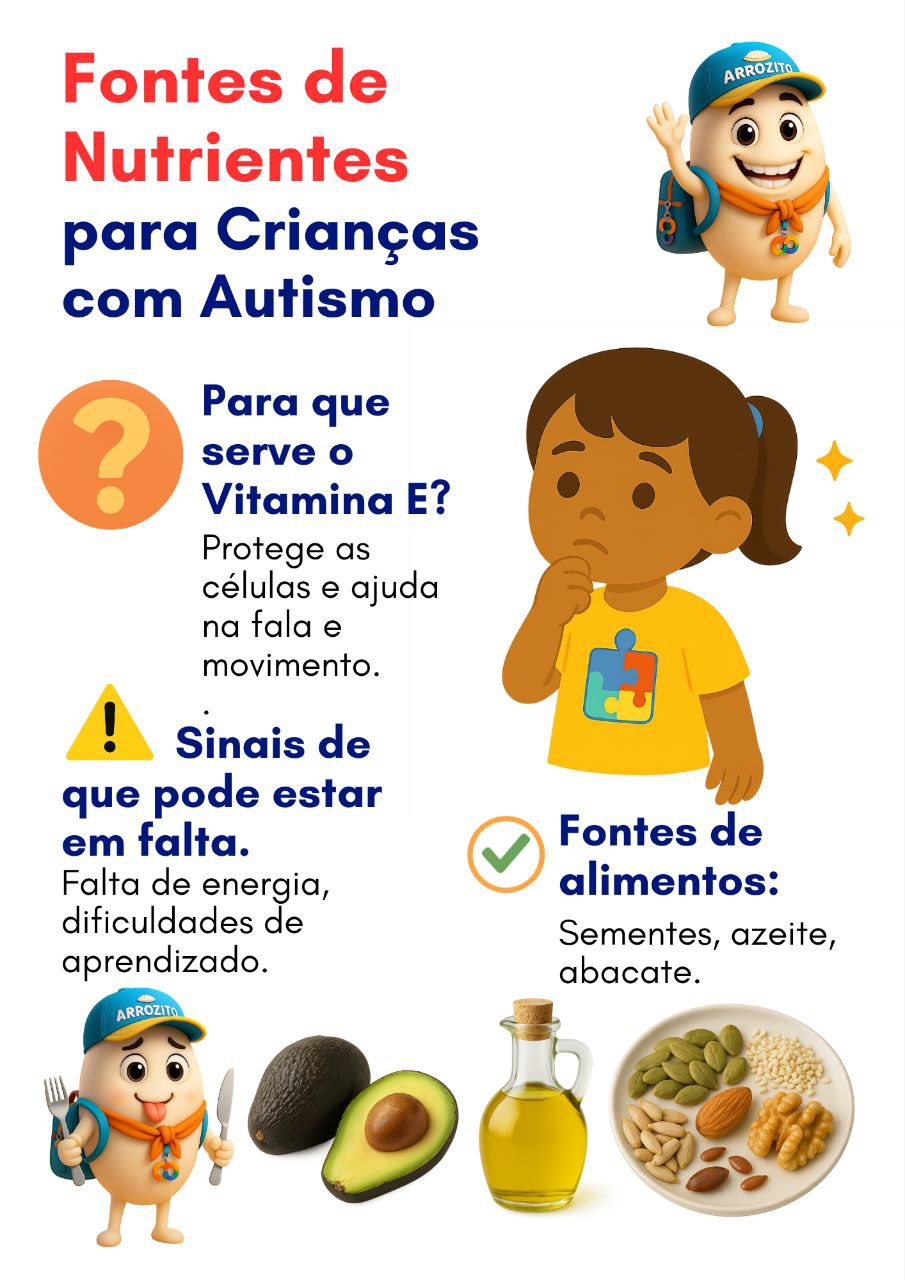 Fontes de
Nutrientes
para Crianças
com Autismo
ARROZITO
Para que
serve o
Vitamina E?
Protege as
células e ajuda
na fala e
movimento.
.
Sinais de
que pode estar
em falta.
Falta de energia,
dificuldades de
aprendizado.
Fontes de
alimentos:
Sementes, azeite,
abacate.
ARROZITO